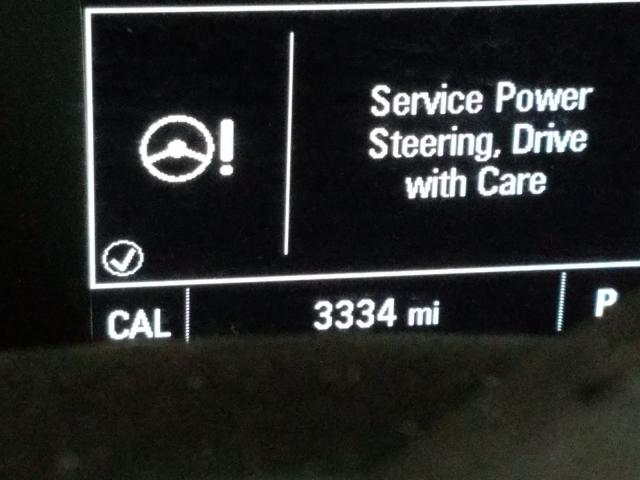 Service Power
Steering, Drive
with Care
CAL
3334 mi
P